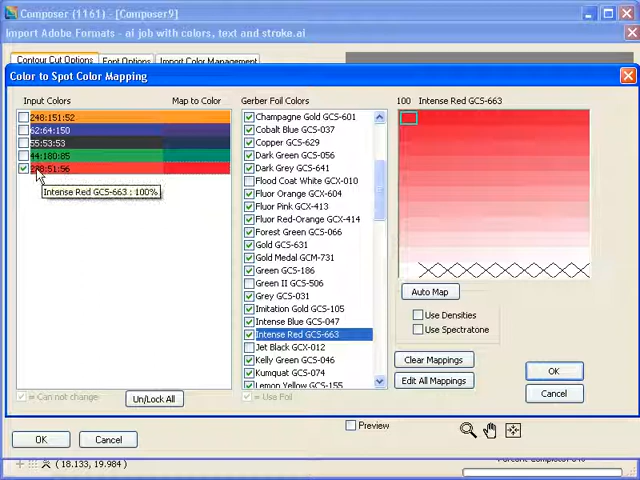 Composer (1161) - [Composer9]
Import Adobe Formats - ai job with colors, text and stroke.ai
Contour Cut Options
Font Options
Import Color Management
Color to Spot Color Mapping
Input Colors
Map to Color
248:151:52
62:64:150
55:53:53
44:180:85
:51:56
Intense Red GCS-663 : 100%
= Can not change
Un/Lock All
Gerber Foil Colors
Champagne Gold GCS-601
Cobalt Blue GCS-037
Copper GCS-629
Dark Green GCS-056
Dark Grey GCS-641
Flood Coat White GCX-010
Fluor Orange GCX-604
Fluor Pink GCX-413
Fluor Red-Orange GCX-414
Forest Green GCS-066
Gold GCS-631
Gold Medal GCM-731
Green GCS-186
Green II GCS-506
Grey GCS-031
Imitation Gold GCS-105
Intense Blue GCS-047
Intense Red GCS-663
Jet Black GCX-012
Kelly Green GCS-046
Kumquat GCS-074
Lemon Yellow GCS-155
= Use Foil
100 Intense Red GCS-663
Auto Map
Use Densities
Use Spectratone
Clear Mappings
Edit All Mappings
OK
Cancel
OK
Cancel
Preview
(18.133, 19.984)